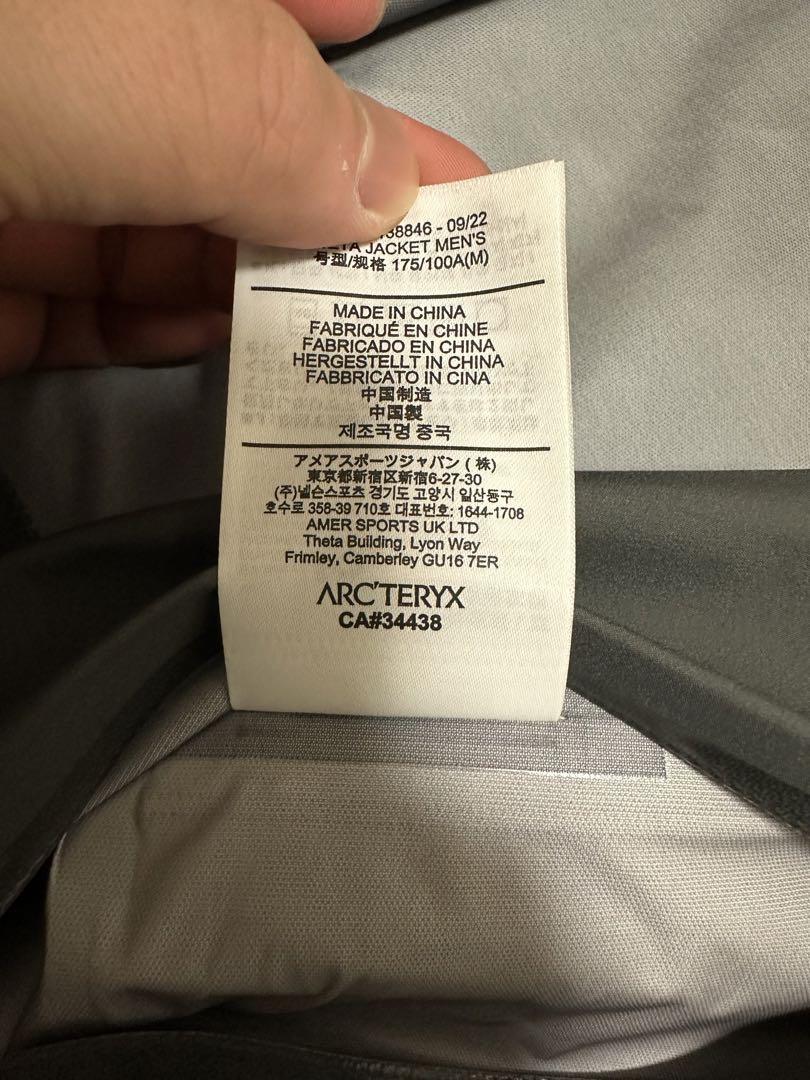 38846 - 09/22
JACKET MEN'S
号型/规格 175/100A(M)
MADE IN CHINA
FABRIQUÉ EN CHINE
FABRICADO EN CHINA
HERGESTELLT IN CHINA
FABBRICATO IN CINA
中国制造
中国製
제조국명 중국
アメアスポーツジャパン (株)
東京都新宿区新宿6-27-30
(주)넬슨스포츠 경기도 고양시 일산동구
호수로 358-39 710호 대표번호: 1644-1708
AMER SPORTS UK LTD
Theta Building, Lyon Way
Frimley, Camberley GU16 7ER
ARC'TERYX
CA#34438